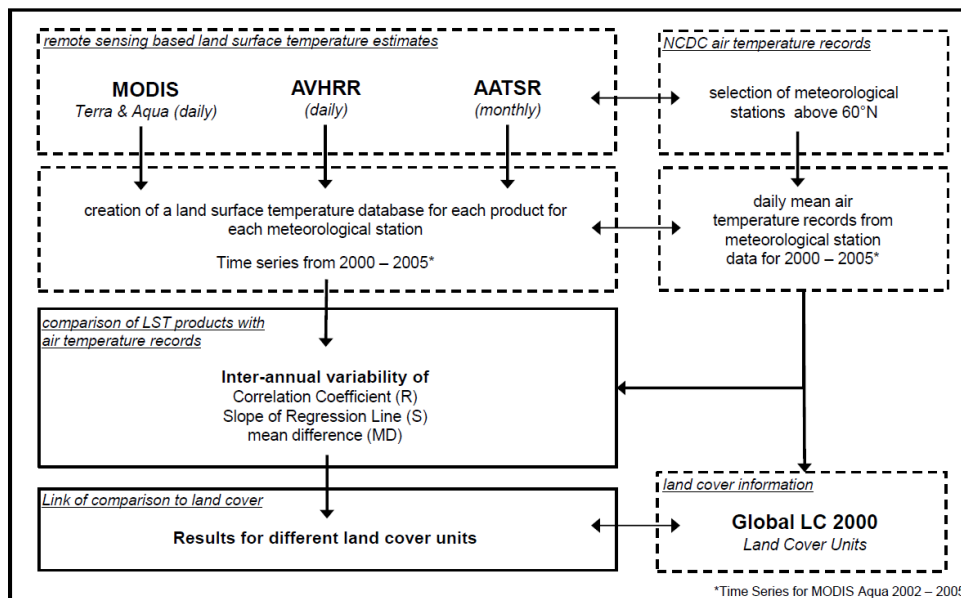 remote sensing based land surface temperature estimates
MODIS
Terra & Aqua (daily)
AVHRR
(daily)
AATSR
(monthly)
NCDC air temperature records
selection of meteorological
stations above 60°N
creation of a land surface temperature database for each product for
each meteorological station
Time series from 2000 – 2005*
daily mean air
temperature records from
meteorological station
data for 2000 – 2005*
comparison of LST products with
air temperature records
Inter-annual variability of
Correlation Coefficient (R)
Slope of Regression Line (S)
mean difference (MD)
Link of comparison to land cover
Results for different land cover units
land cover information
Global LC 2000
Land Cover Units
*Time Series for MODIS Aqua 2002 – 2005